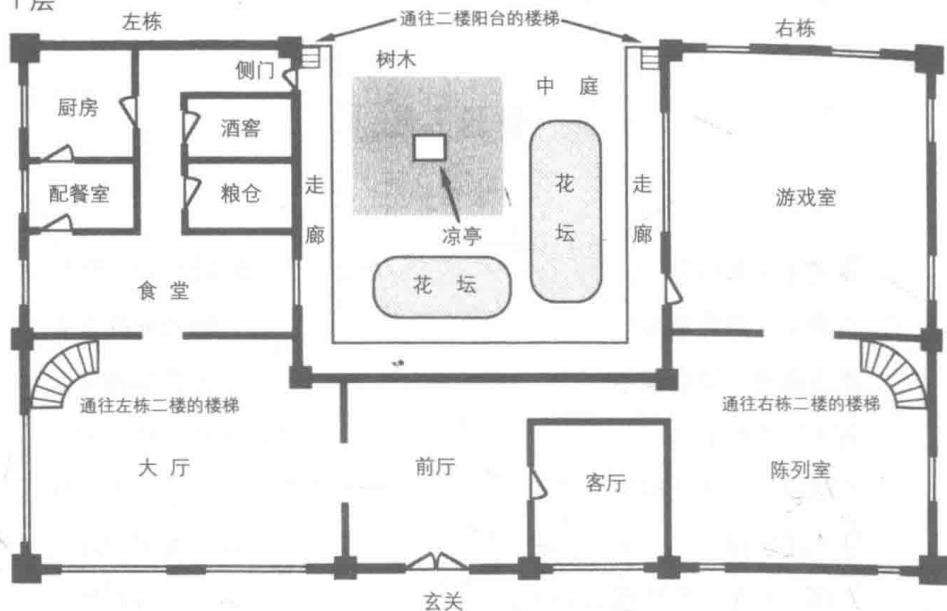 1层
左栋
通往二楼阳台的楼梯
右栋
树木
侧门
中庭
厨房
酒窖
配餐室
粮仓
走廊
花坛
走廊
游戏室
凉亭
花坛
食堂
通往左栋二楼的楼梯
通往右栋二楼的楼梯
大厅
前厅
客厅
陈列室
玄关